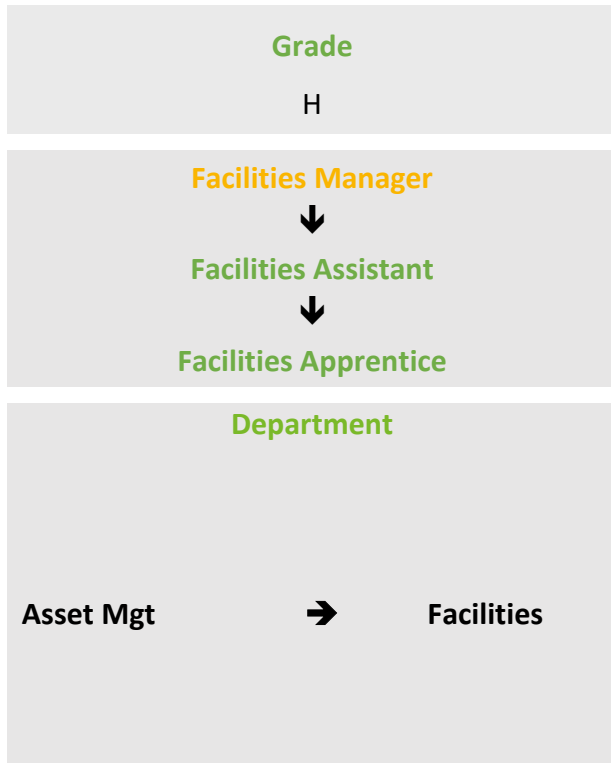 Grade
H
Facilities Manager
🡻
Facilities Assistant
🡻
Facilities Apprentice
Department
Asset Mgt 🡺 Facilities